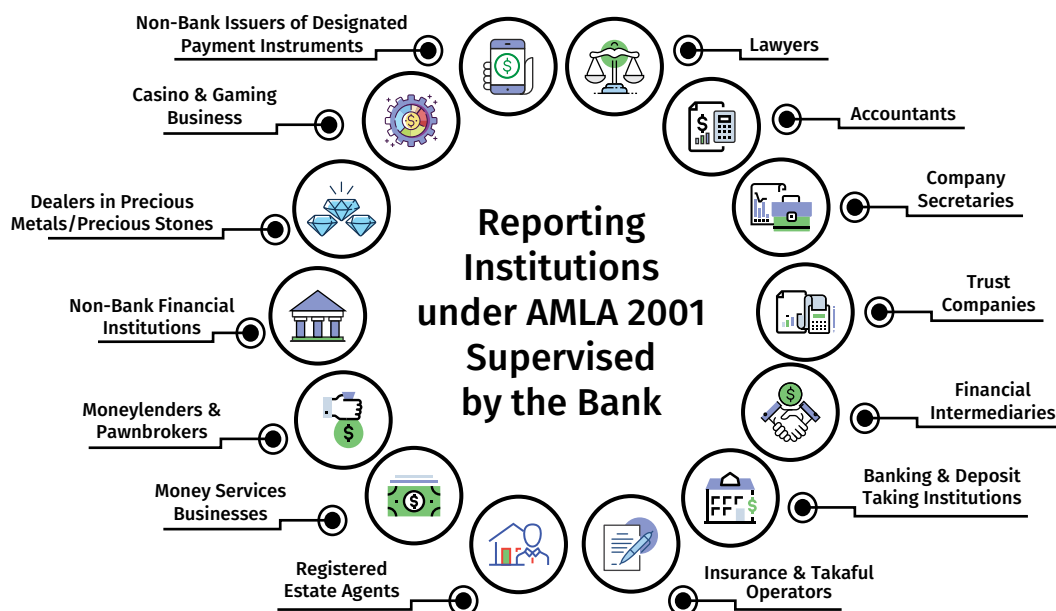 Non-Bank Issuers of Designated
Payment Instruments
Lawyers
Casino & Gaming
Business
Accountants
Dealers in Precious
Metals/Precious Stones
Company
Secretaries
Reporting
Institutions
under AMLA 2001
Supervised
by the Bank
Non-Bank Financial
Institutions
Trust
Companies
Moneylenders &
Pawnbrokers
Financial
Intermediaries
Money Services
Businesses
Banking & Deposit
Taking Institutions
Registered
Estate Agents
Insurance & Takaful
Operators